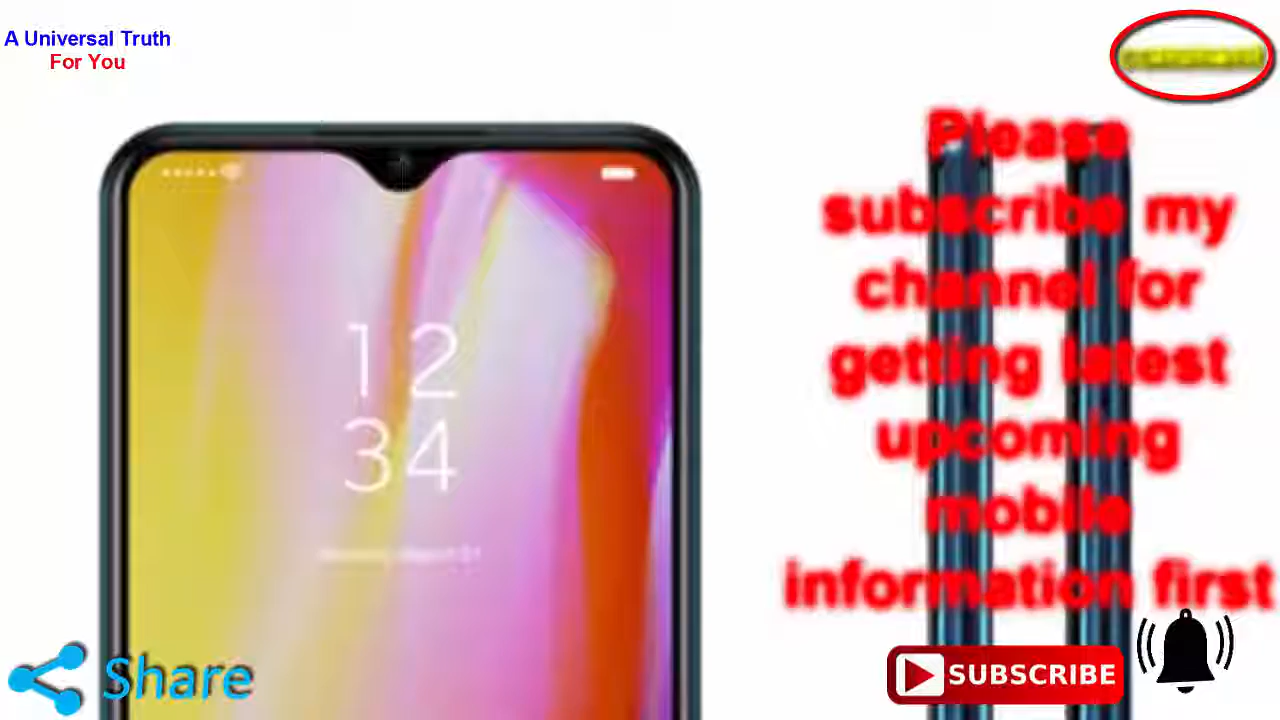 A Universal Truth
For You
Please
subscribe my
channel for
getting latest
upcoming
mobile
information first
12
34
Share
SUBSCRIBE